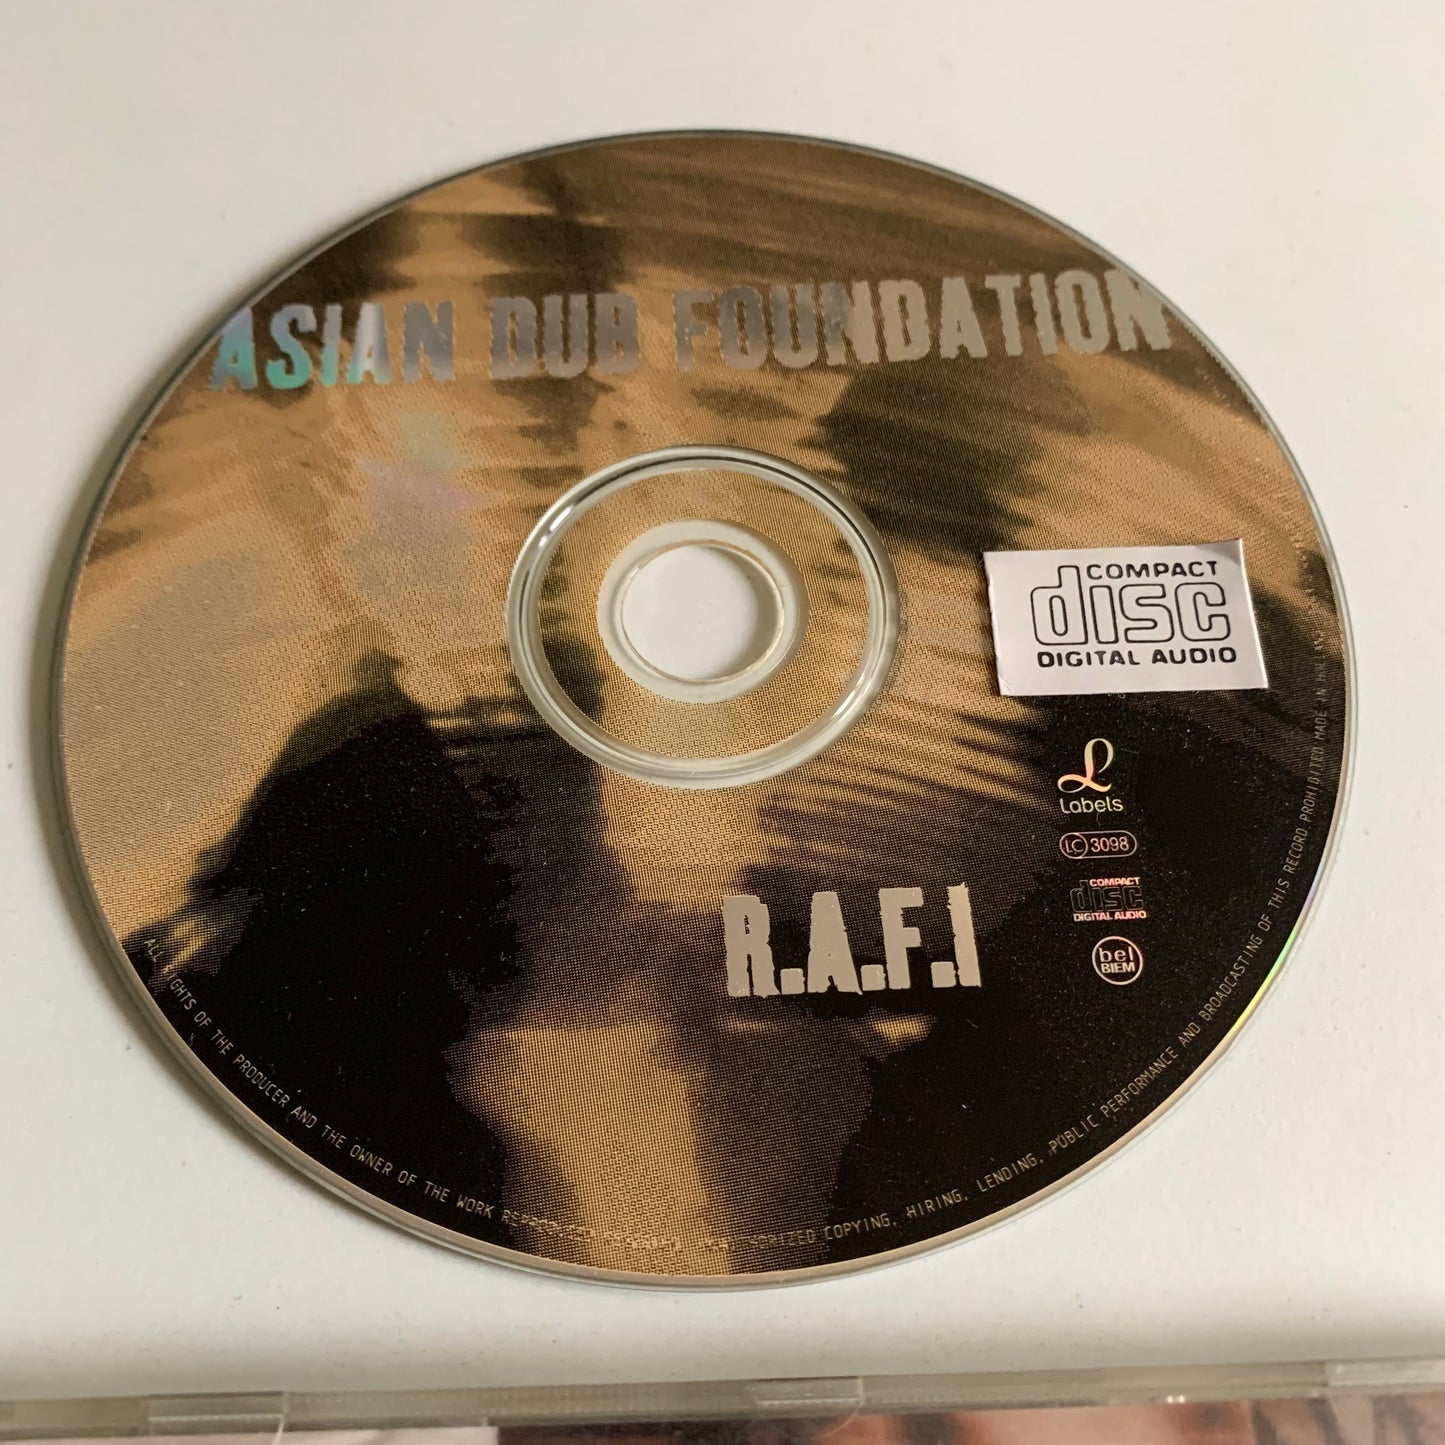 ASIAN DUB FOUNDATION
COMPACT
disc
DIGITAL AUDIO
L
Labels
LC 3098
COMPACT
disc
DIGITAL AUDIO
bel
BIEM
R.A.F.I
ALL RIGHTS OF THE PRODUCER AND THE OWNER OF THE WORK COPYING, HIRING, LENDING, PUBLIC PERFORMANCE AND BROADCASTING OF THIS RECORD PROHIBITED MADE IN